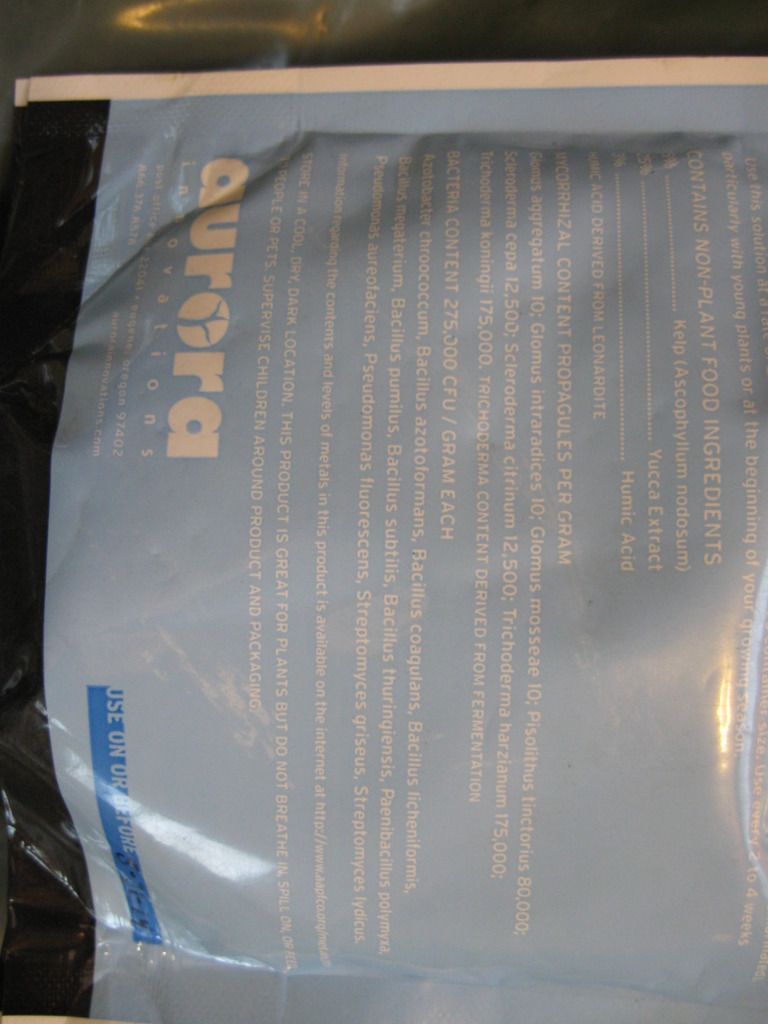 Use this solution at a
particularly with young plants or at the beginning of your
to 4 weeks
CONTAINS NON-PLANT FOOD INGREDIENTS
Kelp (Ascophyllum nodosum)
Yucca Extract
Humic Acid
ACID DERIVED FROM LEONARDITE
CONTENT PROPAGULES PER GRAM
Glomus aggregatum 10; Glomus intraradices 10; Glomus mosseae 10; Pisolithus tinctorius 80,000;
Scleroderma cepa 12,500; Scleroderma citrinum 12,500; Trichoderma harzianum 175,000;
Trichoderma koningii 175,000. TRICHODERMA CONTENT DERIVED FROM FERMENTATION
BACTERIA CONTENT 275,000 CFU / GRAM EACH
Azotobacter chroococcum, Bacillus azotoformans, Bacillus coagulans, Bacillus licheniformis,
Bacillus megaterium, Bacillus pumilus, Bacillus subtilis, Bacillus thuringiensis, Paenibacillus polymyxa,
Pseudomonas aureofaciens, Pseudomonas fluorescens, Streptomyces griseus, Streptomyces lydicus.
Information regarding the contents and levels of metals in this product is available on the internet at http://www.aapfco.org/metals
STORE IN A COOL, DRY, DARK LOCATION. THIS PRODUCT IS GREAT FOR PLANTS BUT DO NOT BREATHE IN, SPILL ON, OR FEED
PEOPLE OR PETS. SUPERVISE CHILDREN AROUND PRODUCT AND PACKAGING.
aurora
innovations
post office 22041 • eugene oregon 97402
aurorainnovations.com
USE ON OR BEFORE